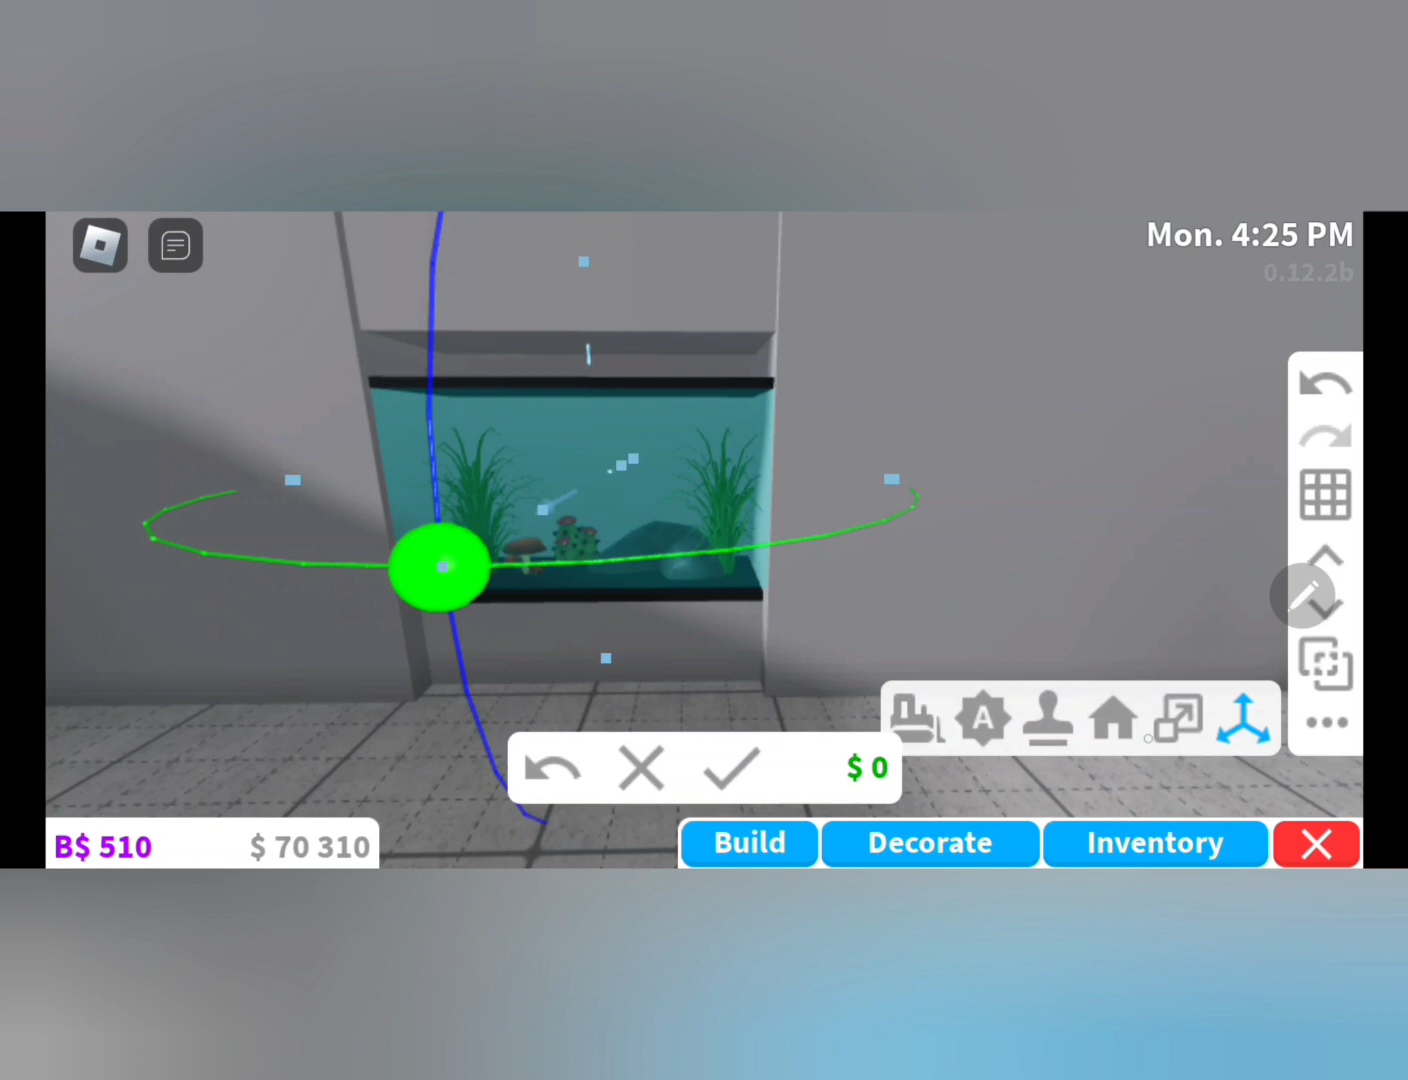 Mon. 4:25 PM
0.12.2b
A
$ 0
B$ 510
$ 70 310
Build
Decorate
Inventory